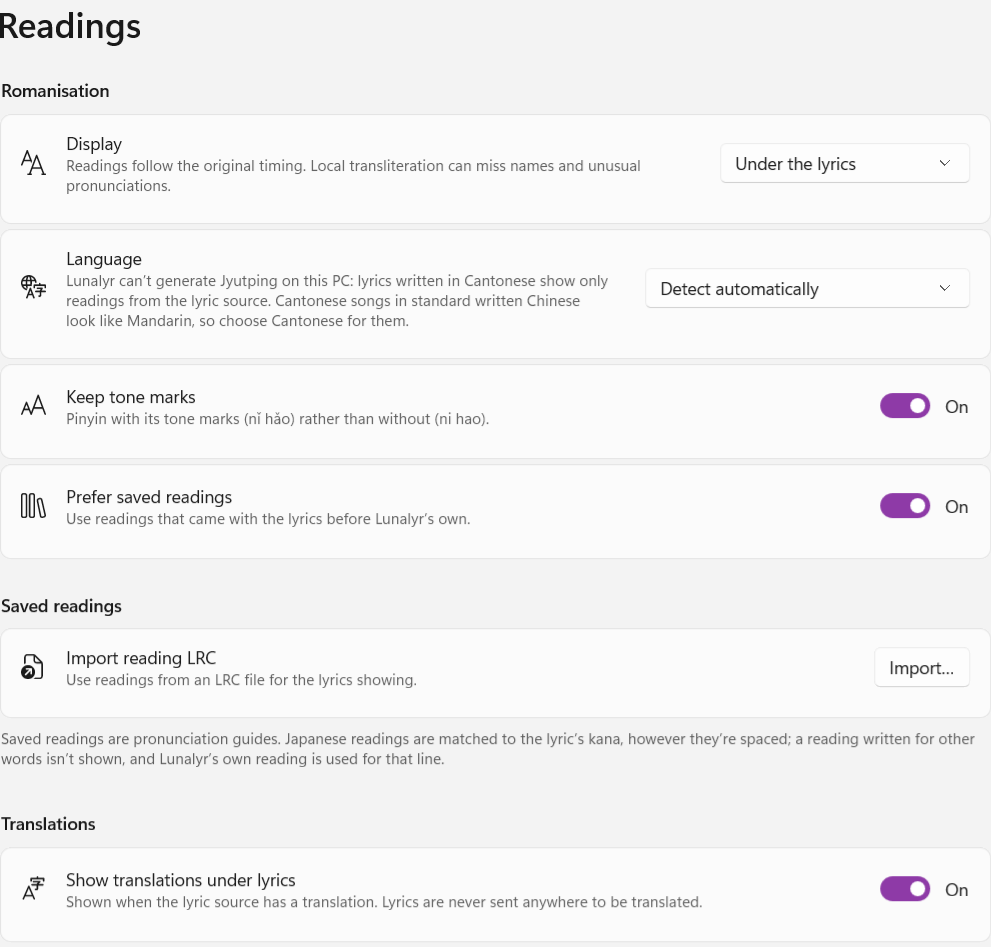 Readings
Romanisation
Display
Readings follow the original timing. Local transliteration can miss names and unusual
pronunciations.
Under the lyrics
Language
Lunalyr can’t generate Jyutping on this PC: lyrics written in Cantonese show only
readings from the lyric source. Cantonese songs in standard written Chinese
look like Mandarin, so choose Cantonese for them.
Detect automatically
Keep tone marks
Pinyin with its tone marks (nǐ hǎo) rather than without (ni hao).
On
Prefer saved readings
Use readings that came with the lyrics before Lunalyr’s own.
On
Saved readings
Import reading LRC
Use readings from an LRC file for the lyrics showing.
Import...
Saved readings are pronunciation guides. Japanese readings are matched to the lyric’s kana, however they’re spaced; a reading written for other
words isn’t shown, and Lunalyr’s own reading is used for that line.
Translations
Show translations under lyrics
Shown when the lyric source has a translation. Lyrics are never sent anywhere to be translated.
On